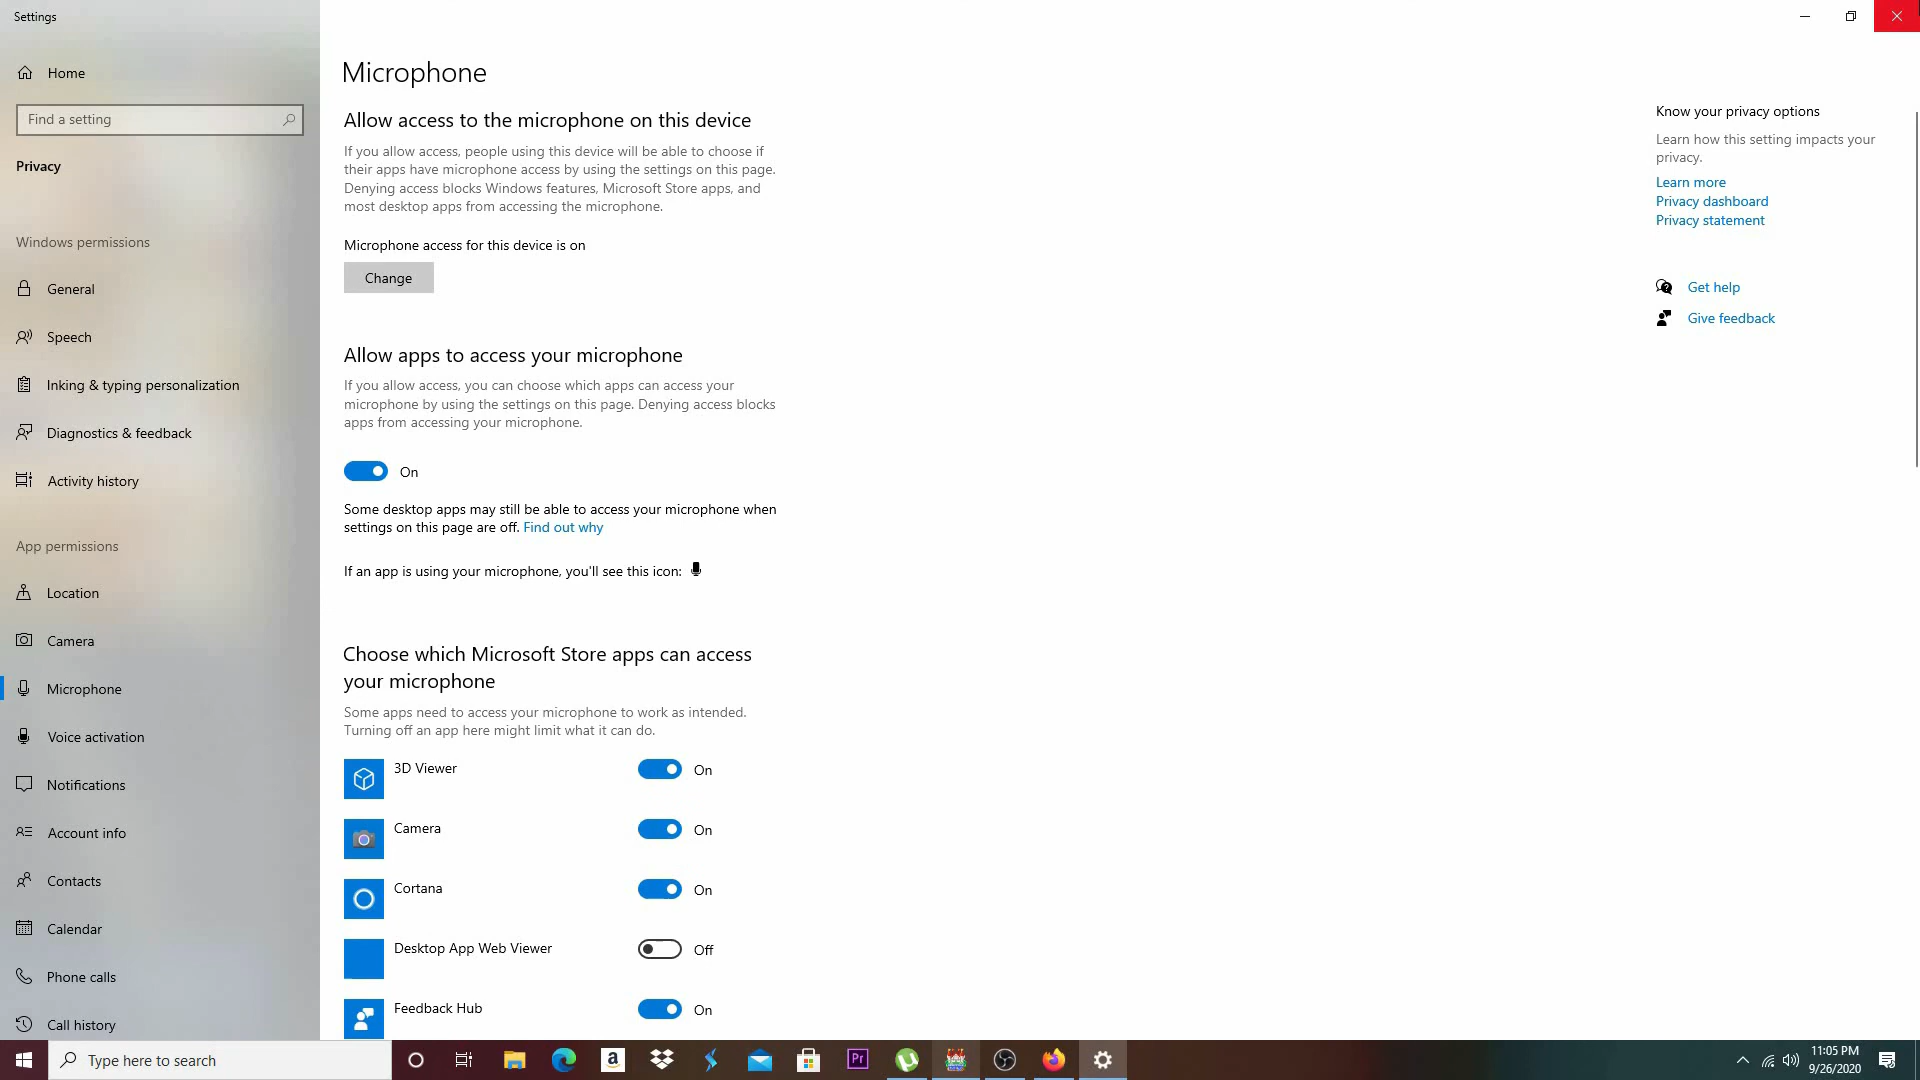 Settings
Home
Find a setting
Privacy
Windows permissions
General
Speech
Inking & typing personalization
Diagnostics & feedback
Activity history
App permissions
Location
Camera
Microphone
Voice activation
Notifications
Account info
Contacts
Calendar
Phone calls
Call history
Microphone
Allow access to the microphone on this device
If you allow access, people using this device will be able to choose if
their apps have microphone access by using the settings on this page.
Denying access blocks Windows features, Microsoft Store apps, and
most desktop apps from accessing the microphone.
Microphone access for this device is on
Change
Allow apps to access your microphone
If you allow access, you can choose which apps can access your
microphone by using the settings on this page. Denying access blocks
apps from accessing your microphone.
On
Some desktop apps may still be able to access your microphone when
settings on this page are off. Find out why
If an app is using your microphone, you'll see this icon:
Choose which Microsoft Store apps can access
your microphone
Some apps need to access your microphone to work as intended.
Turning off an app here might limit what it can do.
3D Viewer On
Camera On
Cortana On
Desktop App Web Viewer Off
Feedback Hub On
Know your privacy options
Learn how this setting impacts your
privacy.
Learn more
Privacy dashboard
Privacy statement
Get help
Give feedback
Type here to search
a
Pr
11:05 PM
9/26/2020